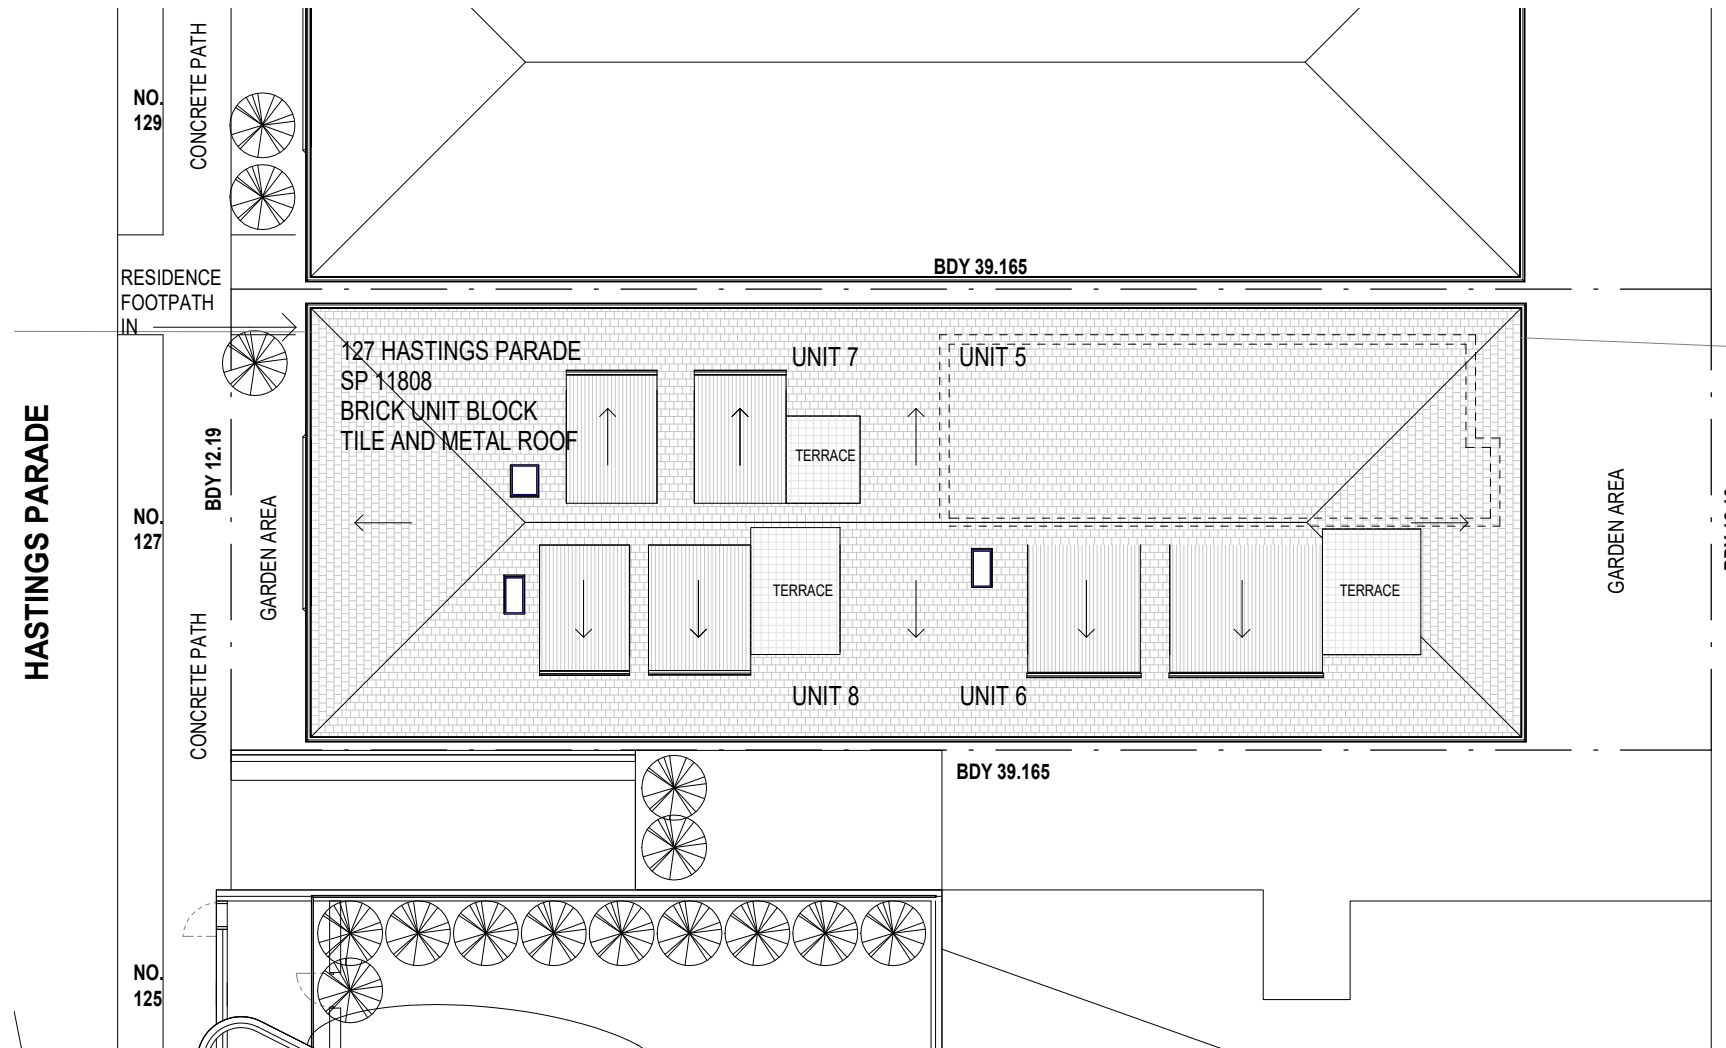 CONCRETE PATH
NO.
129
BDY 39.165
RESIDENCE
FOOTPATH
IN
127 HASTINGS PARADE
SP 11808
BRICK UNIT BLOCK
TILE AND METAL ROOF
UNIT 7
UNIT 5
TERRACE
HASTINGS PARADE
BDY 12.19
NO.
127
GARDEN AREA
GARDEN AREA
TERRACE
TERRACE
CONCRETE PATH
UNIT 8
UNIT 6
BDY 39.165
NO.
125